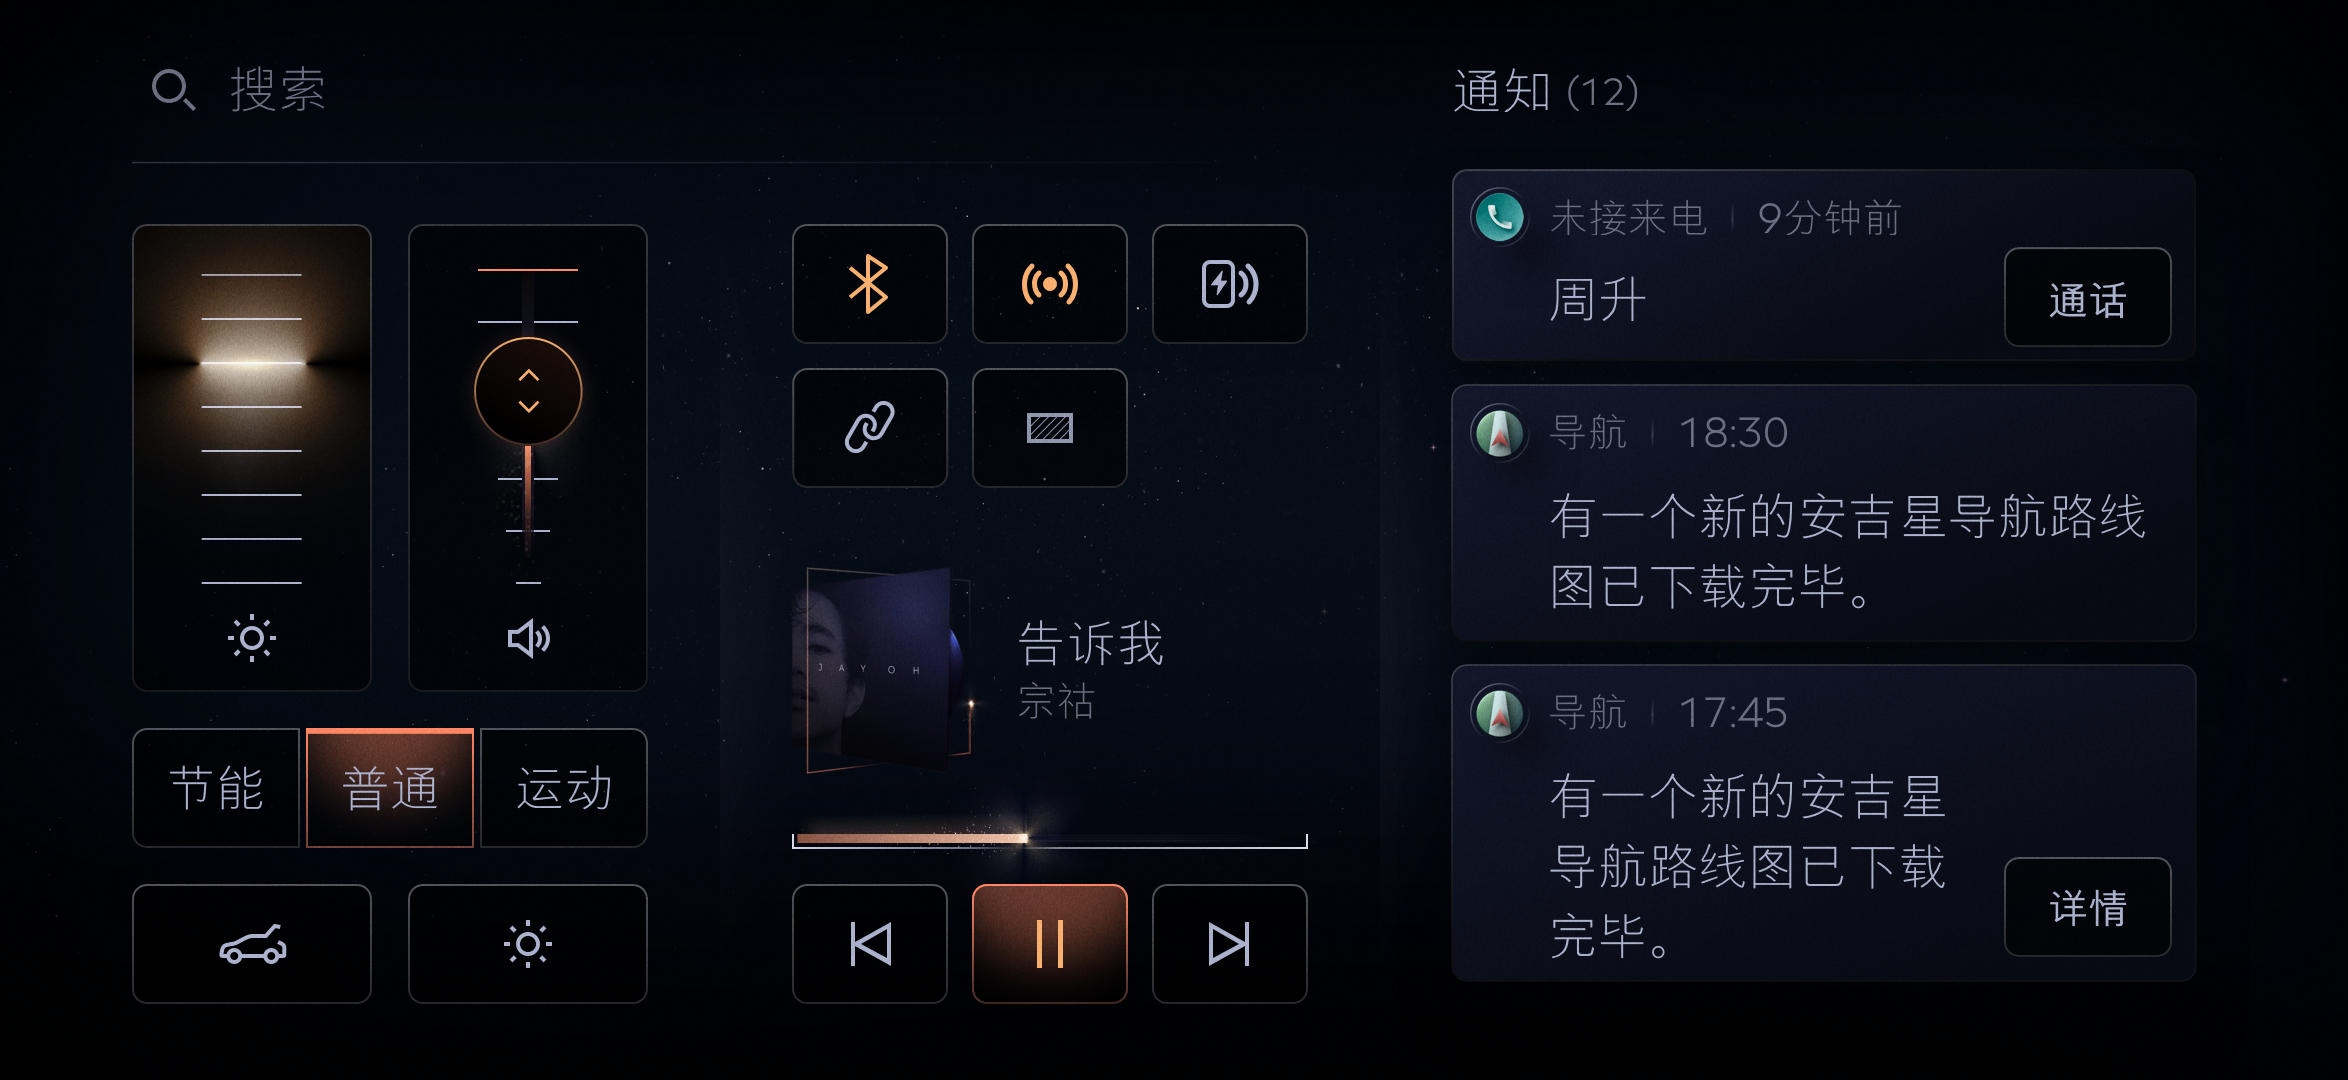 搜索
节能
普通
运动
JAYOH
告诉我
宗祜
通知 (12)
未接来电 | 9分钟前
周升
通话
导航 | 18:30
有一个新的安吉星导航路线
图已下载完毕。
导航 | 17:45
有一个新的安吉星
导航路线图已下载
完毕。
详情